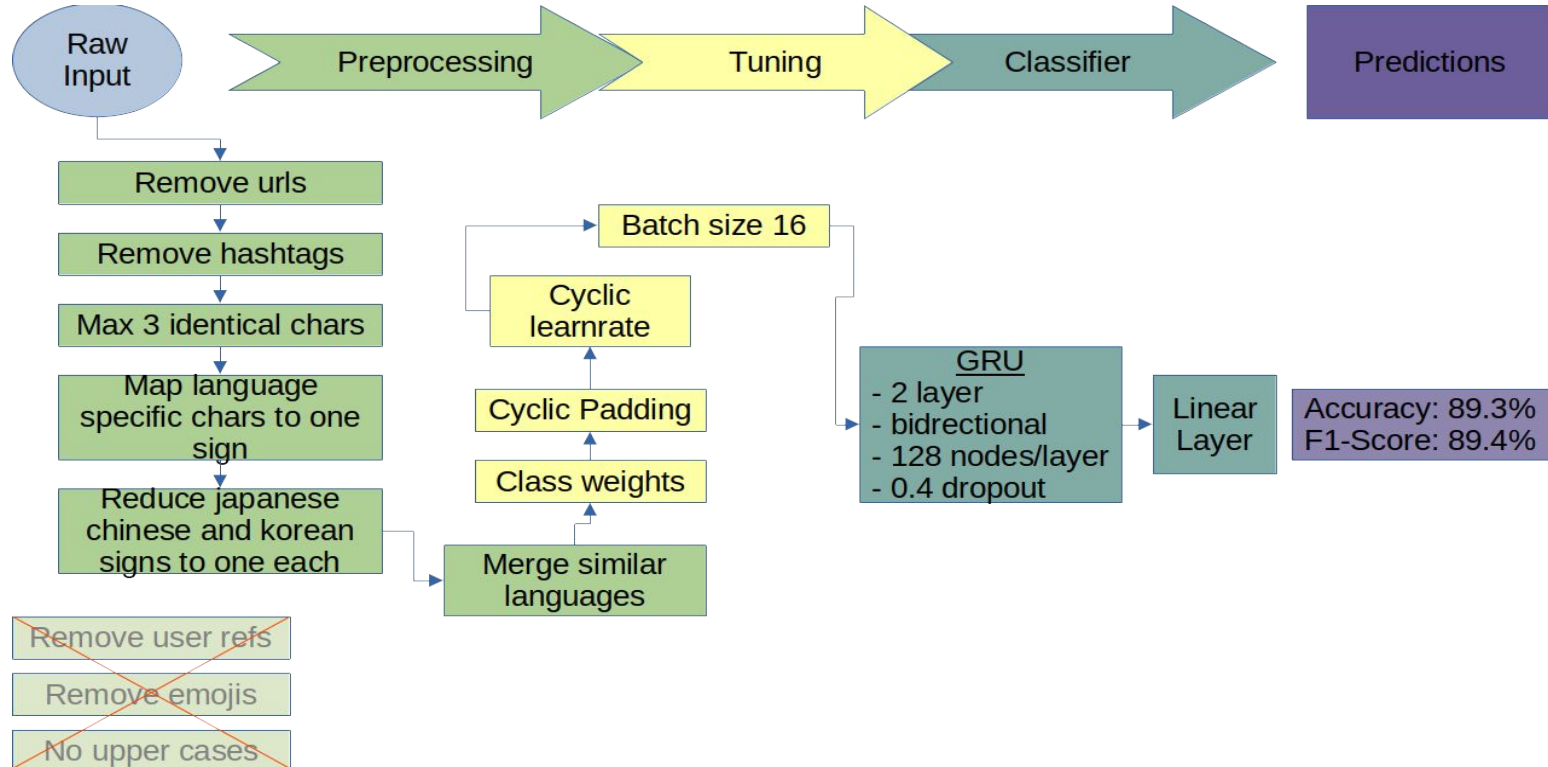 Raw
Input
Preprocessing
Tuning
Classifier
Predictions
Remove urls
Remove hashtags
Max 3 identical chars
Map language
specific chars to one
sign
Reduce japanese
chinese and korean
signs to one each
Merge similar
languages
Class weights
Cyclic Padding
Cyclic
learnrate
Batch size 16
GRU
- 2 layer
- bidrectional
- 128 nodes/layer
- 0.4 dropout
Linear
Layer
Accuracy: 89.3%
F1-Score: 89.4%
Remove user refs
Remove emojis
No upper cases